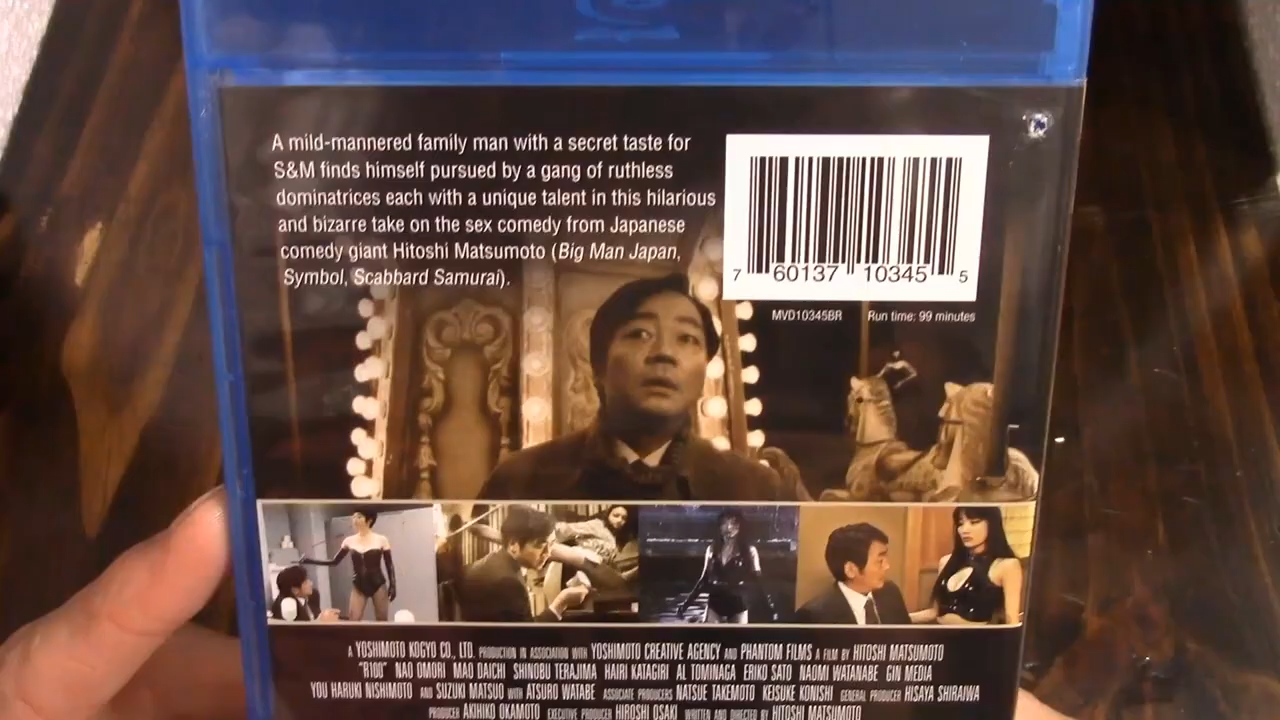 A mild-mannered family man with a secret taste for
S&M finds himself pursued by a gang of ruthless
dominatrices each with a unique talent in this hilarious
and bizarre take on the sex comedy from Japanese
comedy giant Hitoshi Matsumoto (Big Man Japan,
Symbol, Scabbard Samurai).
7 60137 10345 5
MVD10345BR Run time: 99 minutes
A YOSHIMOTO KOGYO CO., LTD. PRODUCTION IN ASSOCIATION WITH YOSHIMOTO CREATIVE AGENCY AND PHANTOM FILMS A FILM BY HITOSHI MATSUMOTO
"R100" NAO OMORI MAO DAICHI SHINOBU TERAJIMA HAIRI KATAGIRI AL TOMINAGA ERIKO SATO NAOMI WATANABE GIN MEDIA
YOU HARUKI NISHIMOTO AND SUZUKI MATSUO WITH ATSURO WATABE ASSOCIATE PRODUCERS NATSUE TAKEMOTO KEISUKE KONISHI GENERAL PRODUCER HISAYA SHIRAIWA
PRODUCER AKIHIKO OKAMOTO EXECUTIVE PRODUCER HIROSHI OSAKI WRITTEN AND DIRECTED BY HITOSHI MATSUMOTO